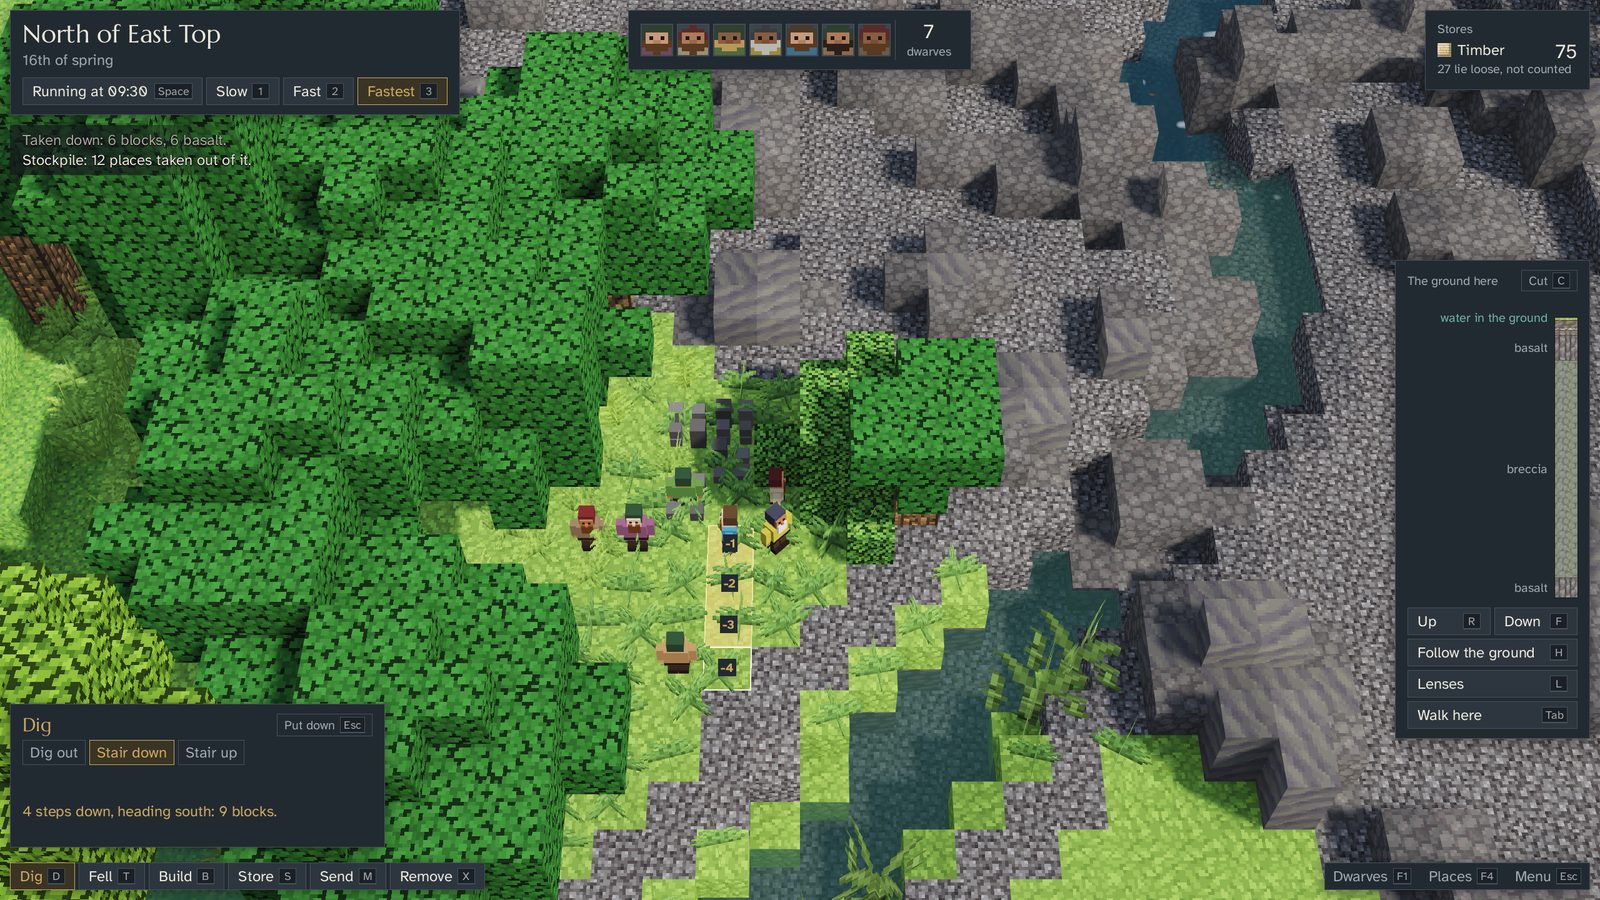 North of East Top
16th of spring
Running at 09:30 Space
Slow 1
Fast 2
Fastest 3
Taken down: 6 blocks, 6 basalt.
Stockpile: 12 places taken out of it.
7
dwarves
Stores
Timber 75
27 lie loose, not counted
The ground here
Cut C
water in the ground
basalt
breccia
basalt
Up R
Down F
Follow the ground H
Lenses L
Walk here Tab
-1
-2
-3
-4
Dig
Put down Esc
Dig out
Stair down
Stair up
4 steps down, heading south: 9 blocks.
Dig D
Fell T
Build B
Store S
Send M
Remove X
Dwarves F1
Places F4
Menu Esc